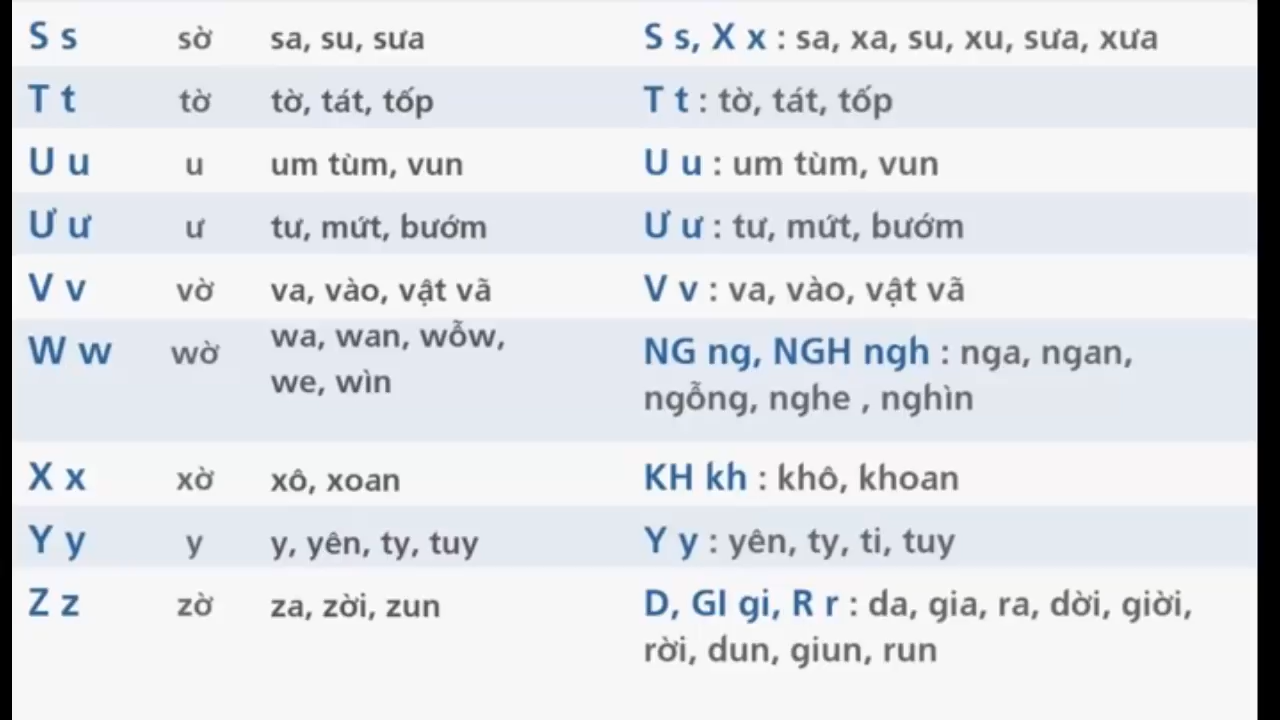 S s sờ sa, su, sưa S s, X x : sa, xa, su, xu, sưa, xưa
T t tờ tờ, tát, tốp T t : tờ, tát, tốp
U u u um tùm, vun U u : um tùm, vun
Ư ư ư tư, mứt, bướm Ư ư : tư, mứt, bướm
V v vờ va, vào, vật vã V v : va, vào, vật vã
W w wờ wa, wan, wỗw, NG ng, NGH ngh : nga, ngan,
we, wìn ngỗng, nghe , nghìn
X x xờ xô, xoan KH kh : khô, khoan
Y y y y, yên, ty, tuy Y y : yên, ty, ti, tuy
Z z zờ za, zời, zun D, GI gi, R r : da, gia, ra, dời, giời,
rời, dun, giun, run